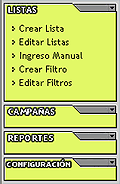 LISTAS
> Crear Lista
> Editar Listas
> Ingreso Manual
> Crear Filtro
> Editar Filtros
CAMPAÑAS
REPORTES
CONFIGURACIÓN